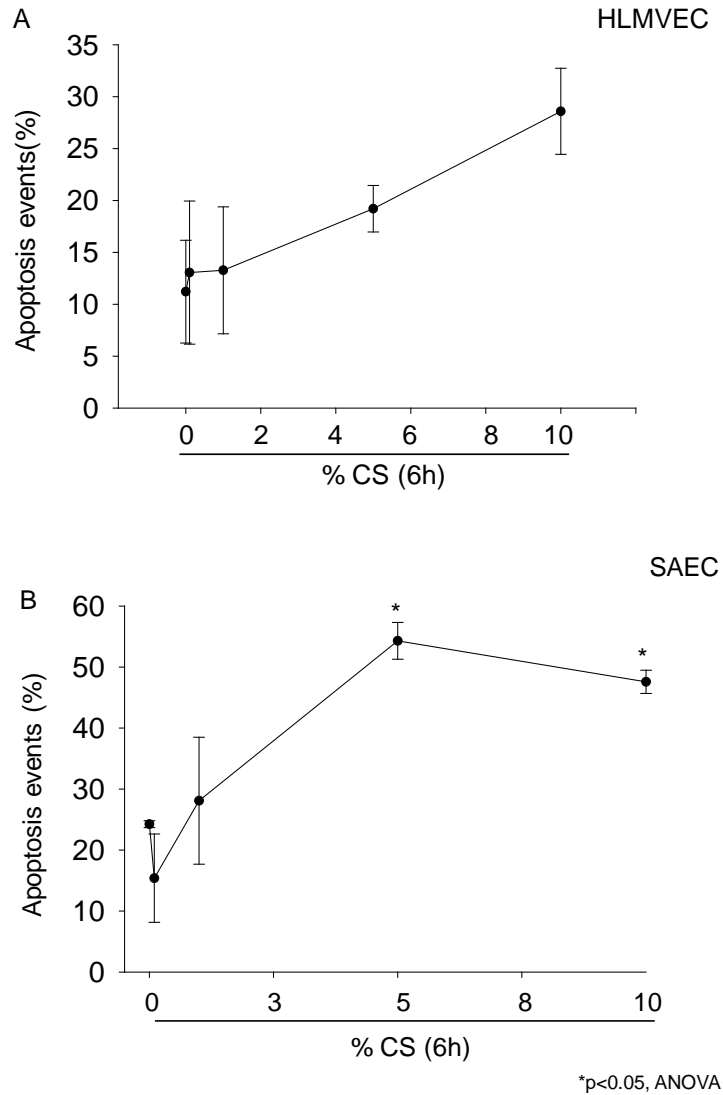 A
HLMVEC
Apoptosis events(%)
35
30
25
20
15
10
5
0
0 2 4 6 8 10
% CS (6h)
SAEC
B
Apoptosis events (%)
60
50
40
30
20
10
0
*
*
0 3 5 8 10
% CS (6h)
*p<0.05, ANOVA